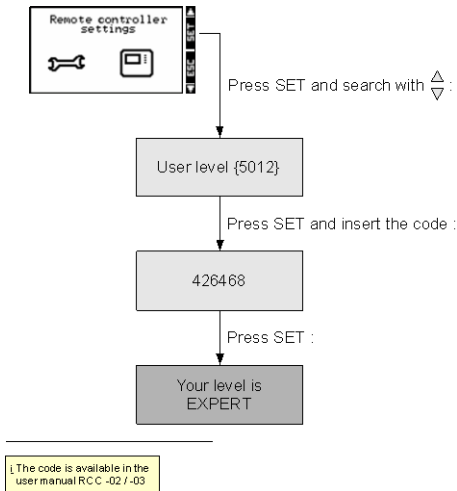 Remote controller
settings
SET
ESC
Press SET and search with △▽ :
User level {5012}
Press SET and insert the code :
426468
Press SET :
Your level is
EXPERT
i The code is available in the
user manual RCC -02 / -03